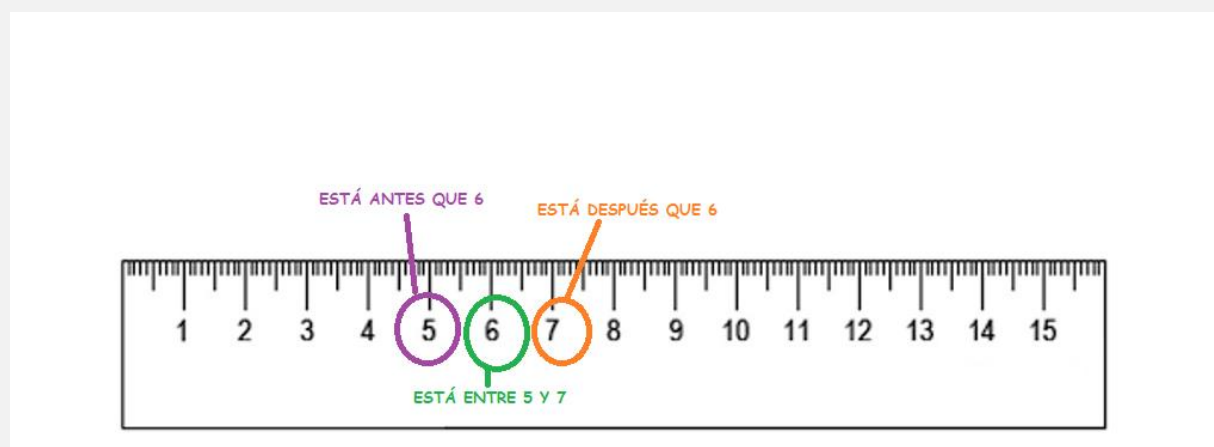 ESTÁ ANTES QUE 6
ESTÁ DESPUÉS QUE 6
1 2 3 4 5 6 7 8 9 10 11 12 13 14 15
ESTÁ ENTRE 5 Y 7